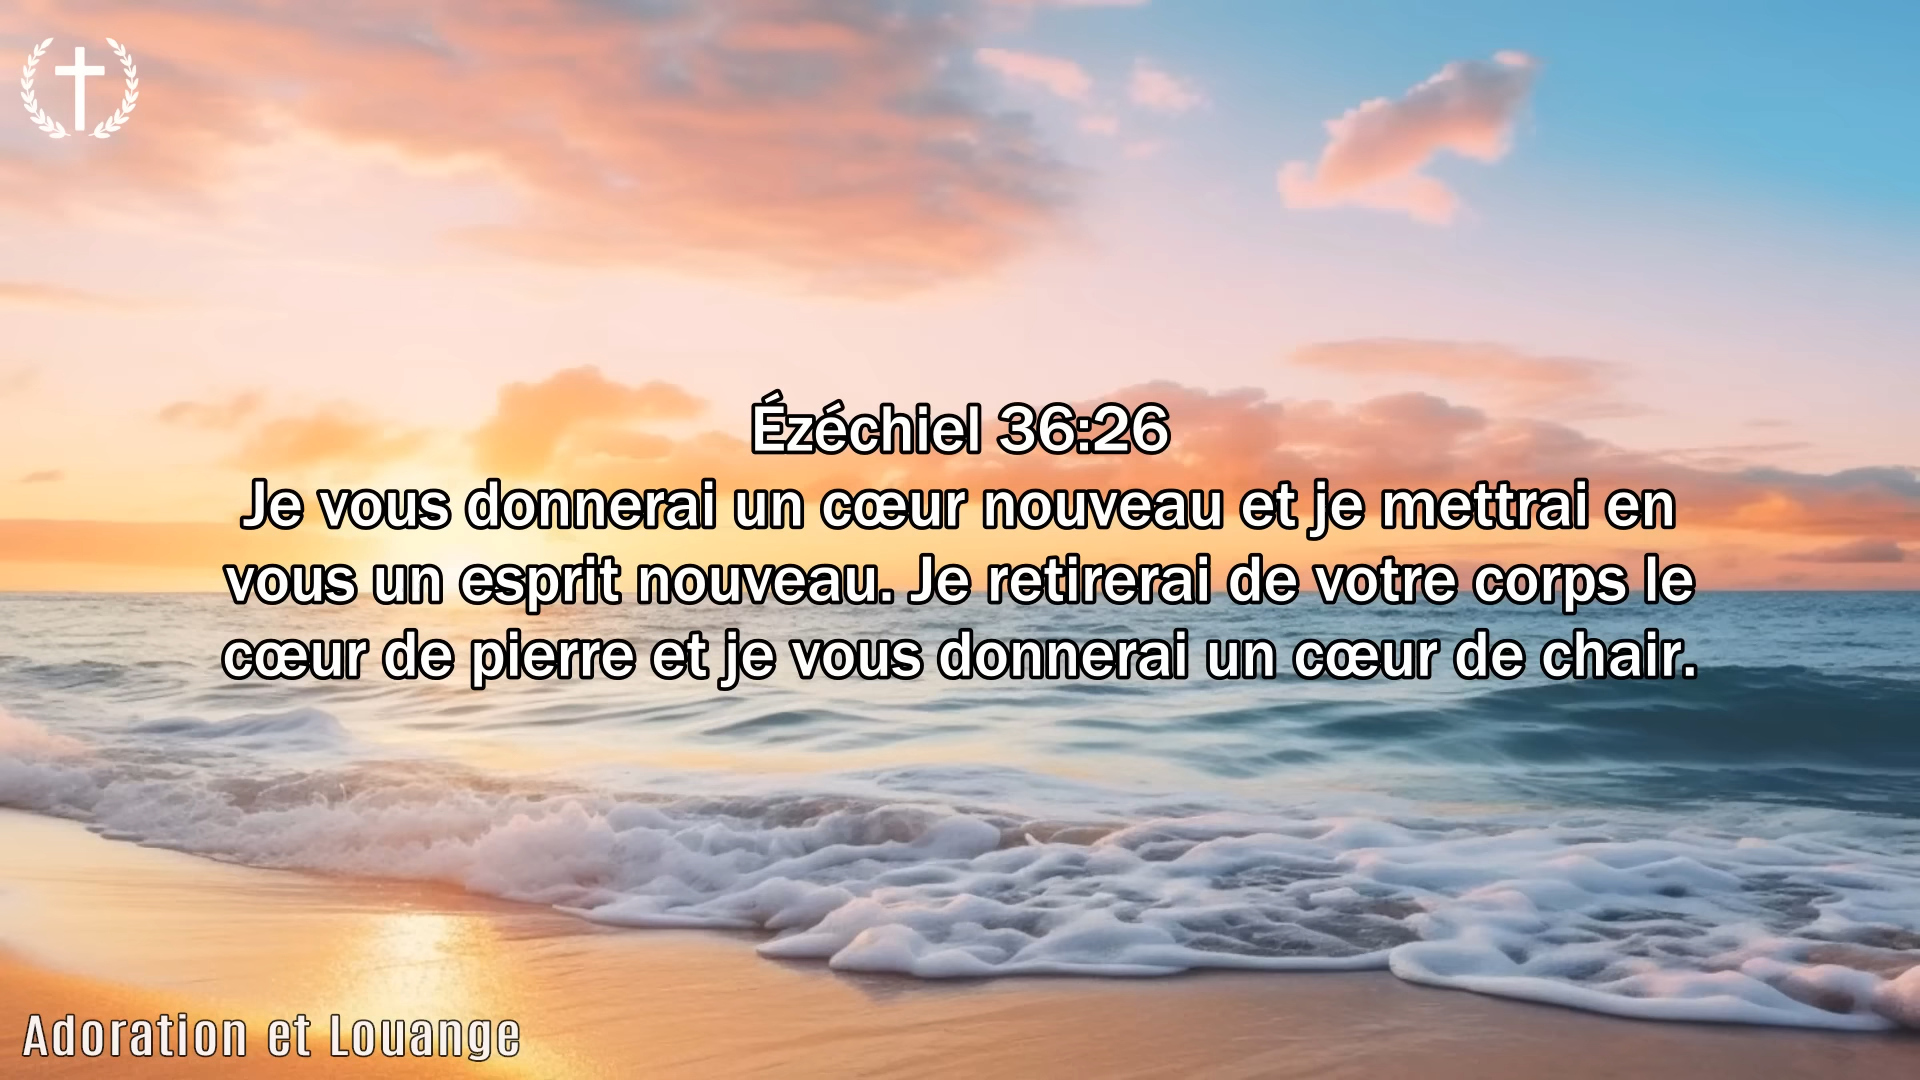 Ézéchiel 36:26
Je vous donnerai un cœur nouveau et je mettrai en
vous un esprit nouveau. Je retirerai de votre corps le
cœur de pierre et je vous donnerai un cœur de chair.
Adoration et Louange